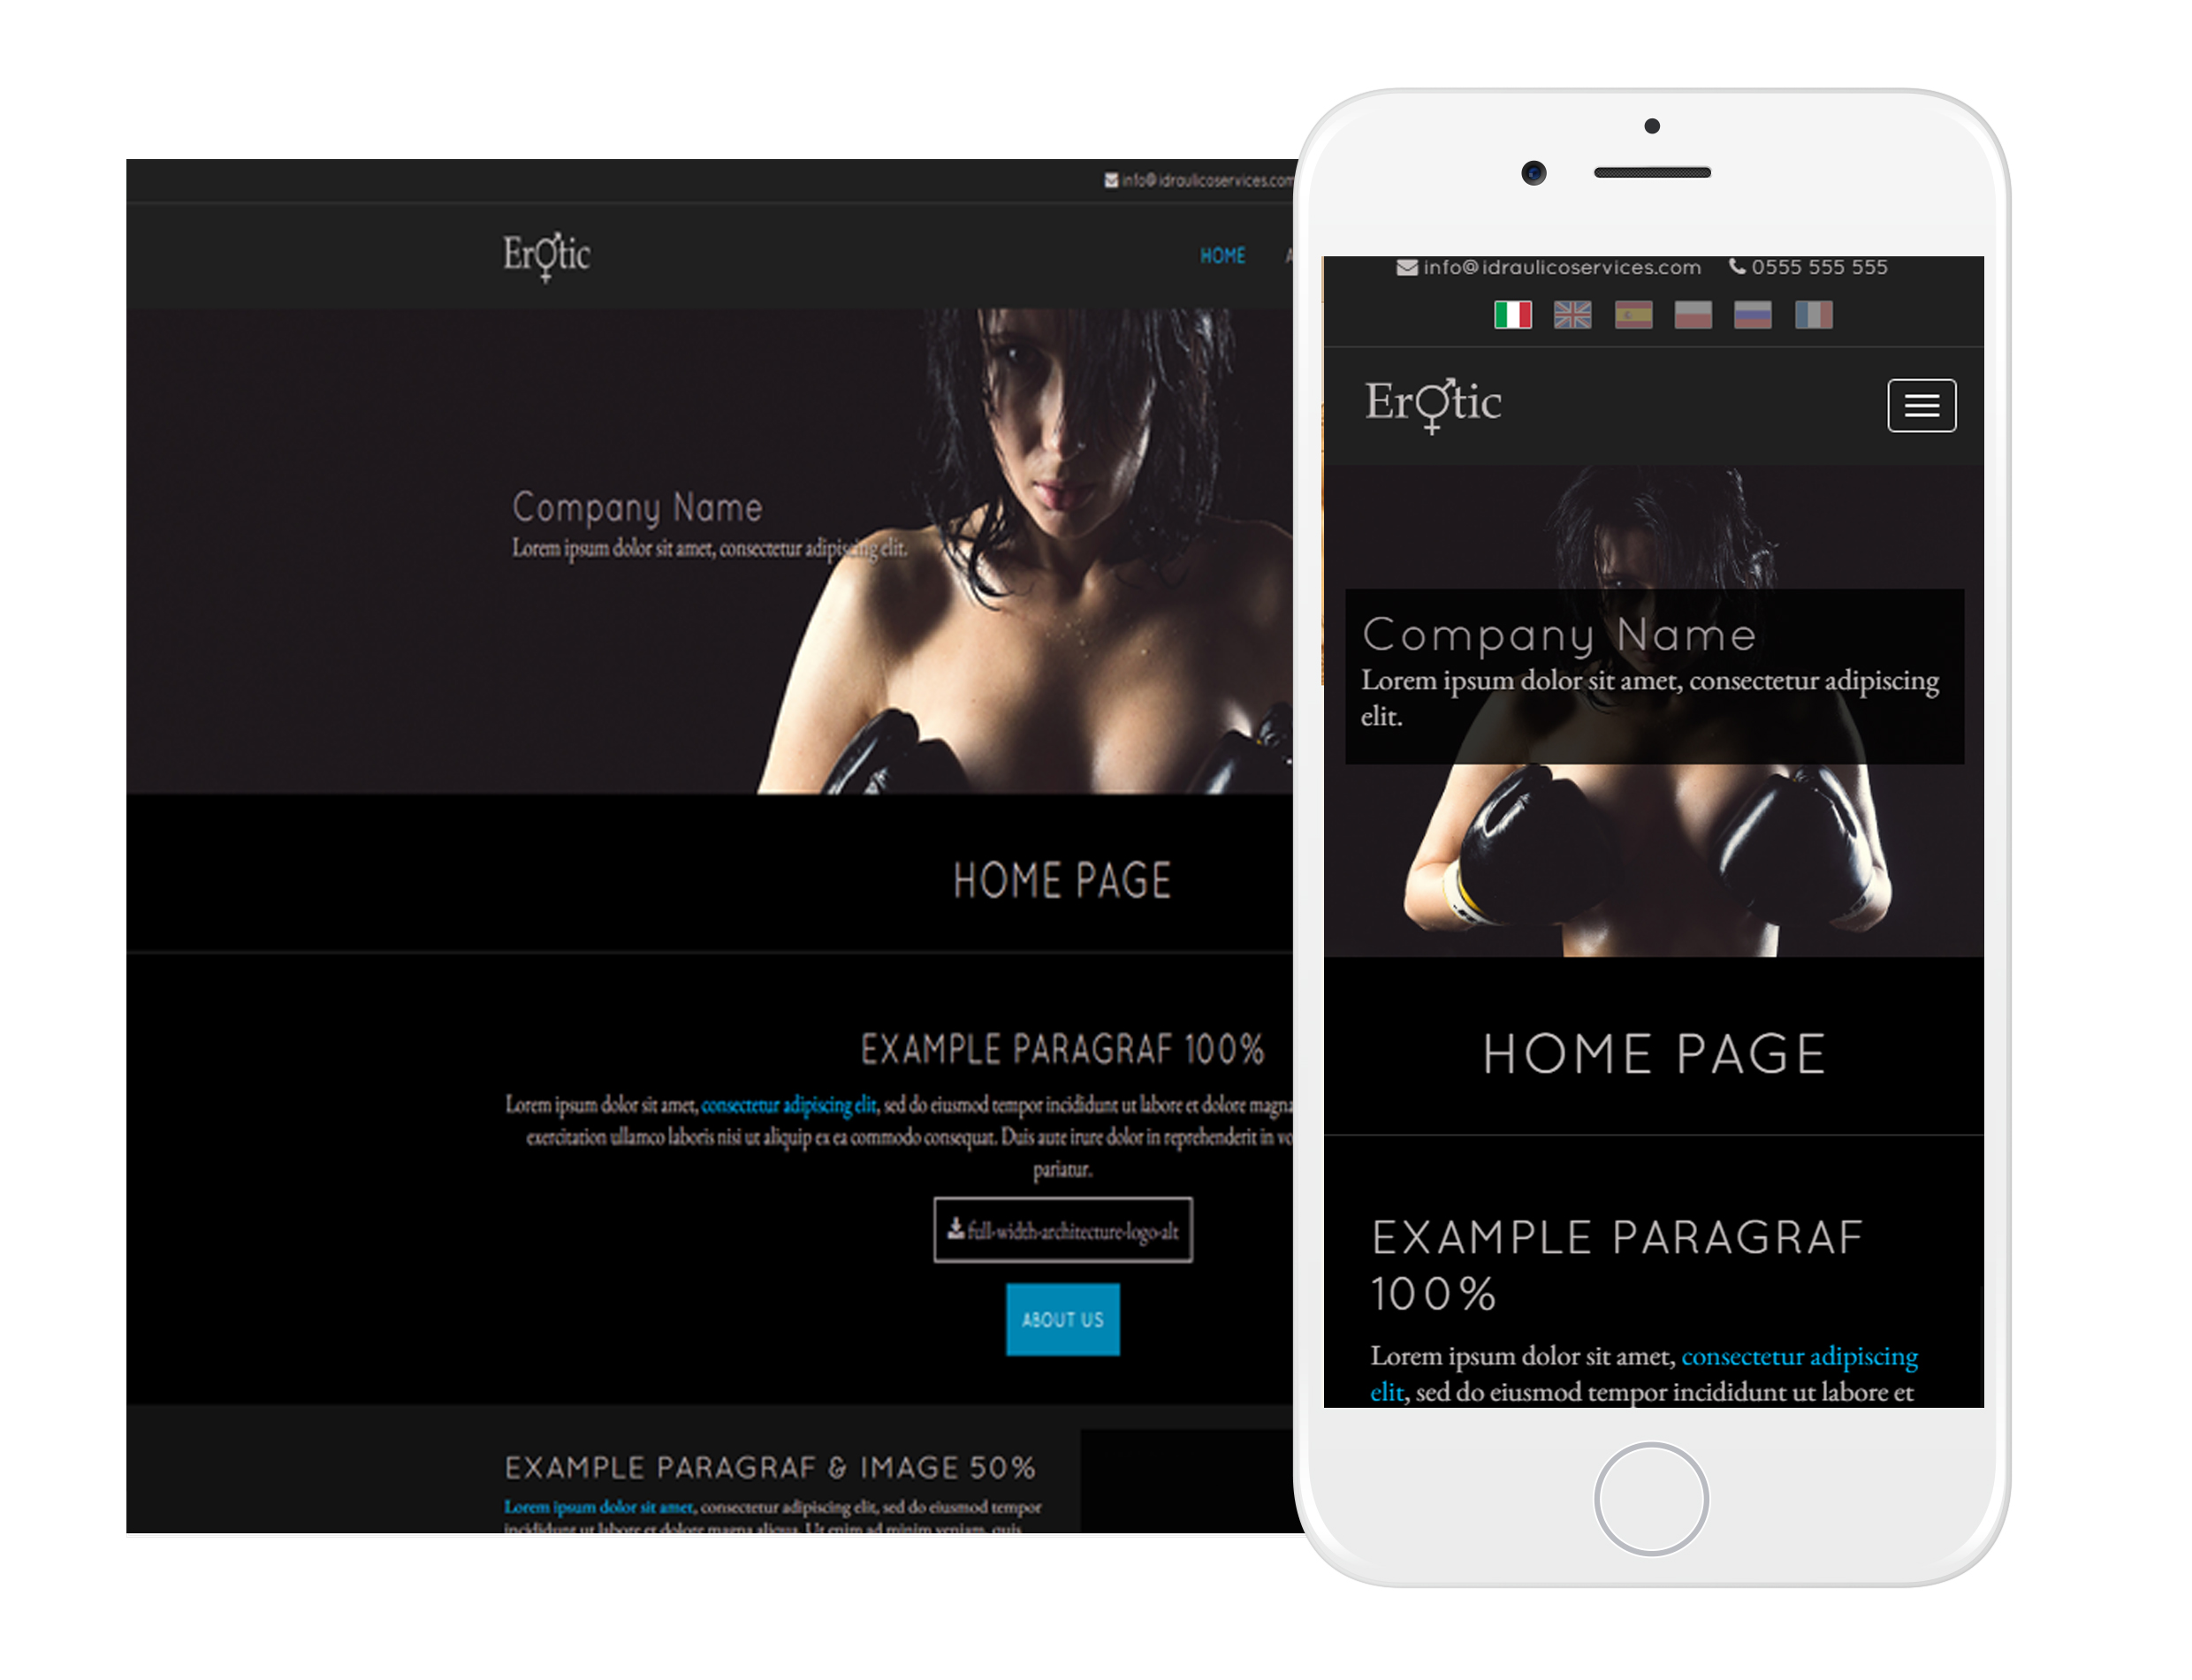 info@idraulicoservices.com
Erotic
HOME
Company Name
Lorem ipsum dolor sit amet, consectetur adipiscing elit.
HOME PAGE
EXAMPLE PARAGRAF 100%
Lorem ipsum dolor sit amet, consectetur adipiscing elit, sed do eiusmod tempor incididunt ut labore et dolore magna
exercitation ullamco laboris nisi ut aliquip ex ea commodo consequat. Duis aute irure dolor in reprehenderit in
pariatur.
full-width-architecture-logo-alt
ABOUT US
EXAMPLE PARAGRAF & IMAGE 50%
Lorem ipsum dolor sit amet, consectetur adipiscing elit, sed do eiusmod tempor
incididunt ut labore et dolore magna aliqua. Ut enim ad minim veniam, quis
info@idraulicoservices.com 0555 555 555
Erotic
Company Name
Lorem ipsum dolor sit amet, consectetur adipiscing
elit.
HOME PAGE
EXAMPLE PARAGRAF
100%
Lorem ipsum dolor sit amet, consectetur adipiscing
elit, sed do eiusmod tempor incididunt ut labore et